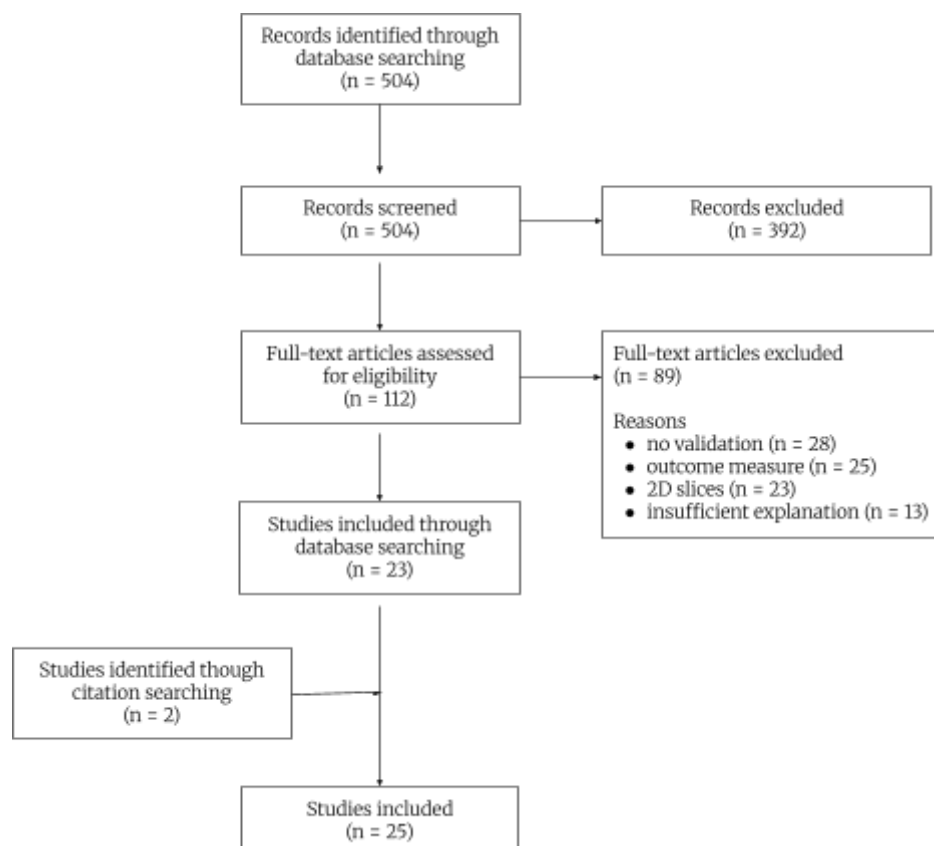 Records identified through
database searching
(n = 504)
Records screened
(n = 504)
Records excluded
(n = 392)
Full-text articles assessed
for eligibility
(n = 112)
Full-text articles excluded
(n = 89)
Reasons
● no validation (n = 28)
● outcome measure (n = 25)
● 2D slices (n = 23)
● insufficient explanation (n = 13)
Studies included through
database searching
(n = 23)
Studies identified though
citation searching
(n = 2)
Studies included
(n = 25)